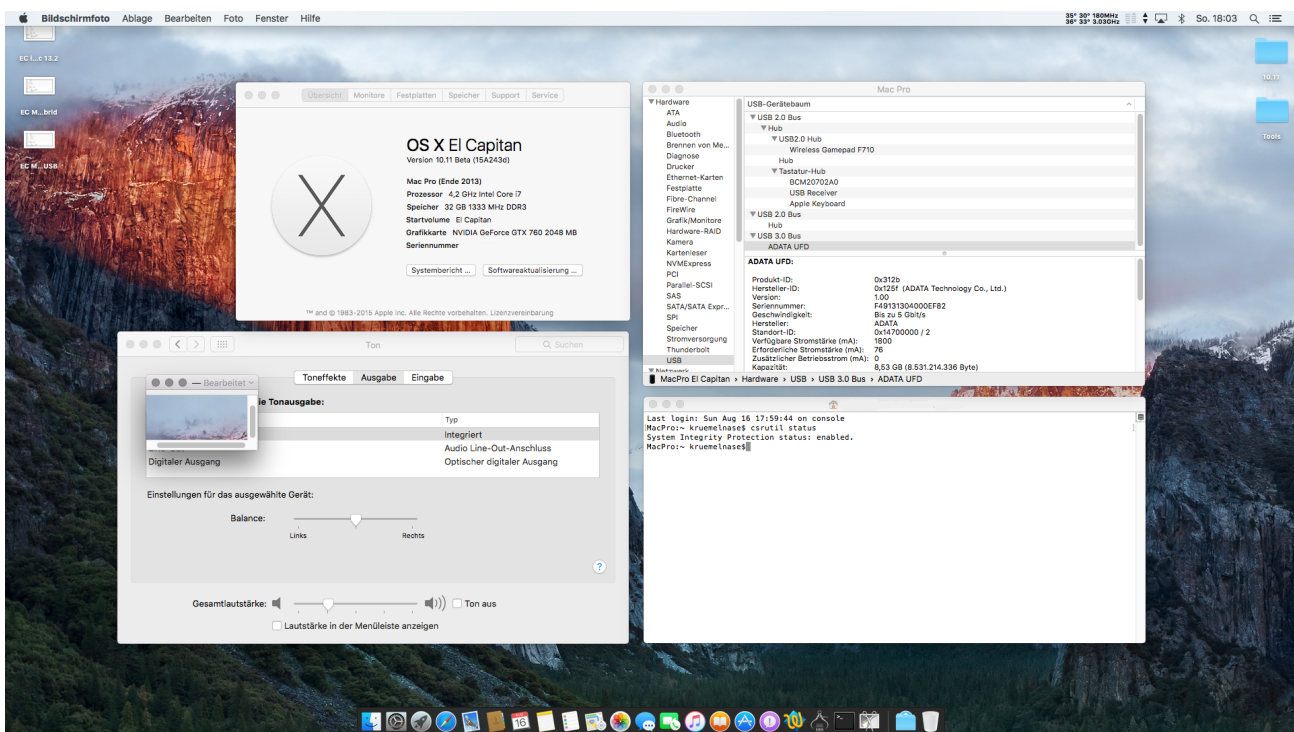 Bildschirmfoto Ablage Bearbeiten Foto Fenster Hilfe
35° 30° 180MHz
36° 33° 3.03GHz
So. 18:03
EC i...c 13.2
EC M...brid
EC M...USB
10.11
Tools
Übersicht Monitore Festplatten Speicher Support Service
OS X El Capitan
Version 10.11 Beta (15A243d)
Mac Pro (Ende 2013)
Prozessor 4,2 GHz Intel Core i7
Speicher 32 GB 1333 MHz DDR3
Startvolume El Capitan
Grafikkarte NVIDIA GeForce GTX 760 2048 MB
Seriennummer
Systembericht ... Softwareaktualisierung ...
™ and © 1983-2015 Apple Inc. Alle Rechte vorbehalten. Lizenzvereinbarung
Mac Pro
Hardware
ATA
Audio
Bluetooth
Brennen von Me...
Diagnose
Drucker
Ethernet-Karten
Festplatte
Fibre-Channel
FireWire
Grafik/Monitore
Hardware-RAID
Kamera
Kartenleser
NVMExpress
PCI
Parallel-SCSI
SAS
SATA/SATA Expr...
SPI
Speicher
Stromversorgung
Thunderbolt
USB
Netzwerk
USB-Gerätebaum
USB 2.0 Bus
Hub
USB2.0 Hub
Wireless Gamepad F710
Hub
Tastatur-Hub
BCM20702A0
USB Receiver
Apple Keyboard
USB 2.0 Bus
Hub
USB 3.0 Bus
ADATA UFD
ADATA UFD:
Produkt-ID: 0x312b
Hersteller-ID: 0x125f (ADATA Technology Co., Ltd.)
Version: 1.00
Seriennummer: F49131304000EF82
Geschwindigkeit: Bis zu 5 Gbit/s
Hersteller: ADATA
Standort-ID: 0x14700000 / 2
Verfügbare Stromstärke (mA): 1800
Erforderliche Stromstärke (mA): 76
Zusätzlicher Betriebsstrom (mA): 0
Kapazität: 8,53 GB (8.531.214.336 Byte)
MacPro El Capitan › Hardware › USB › USB 3.0 Bus › ADATA UFD
Ton
Suchen
Toneffekte Ausgabe Eingabe
— Bearbeitet
ie Tonausgabe:
Typ
Integriert
Audio Line-Out-Anschluss
Digitaler Ausgang Optischer digitaler Ausgang
Einstellungen für das ausgewählte Gerät:
Balance:
Links Rechts
?
Gesamtlautstärke: Ton aus
Lautstärke in der Menüleiste anzeigen
Last login: Sun Aug 16 17:59:44 on console
MacPro:~ kruemelnase$ csrutil status
System Integrity Protection status: enabled.
MacPro:~ kruemelnase$
16